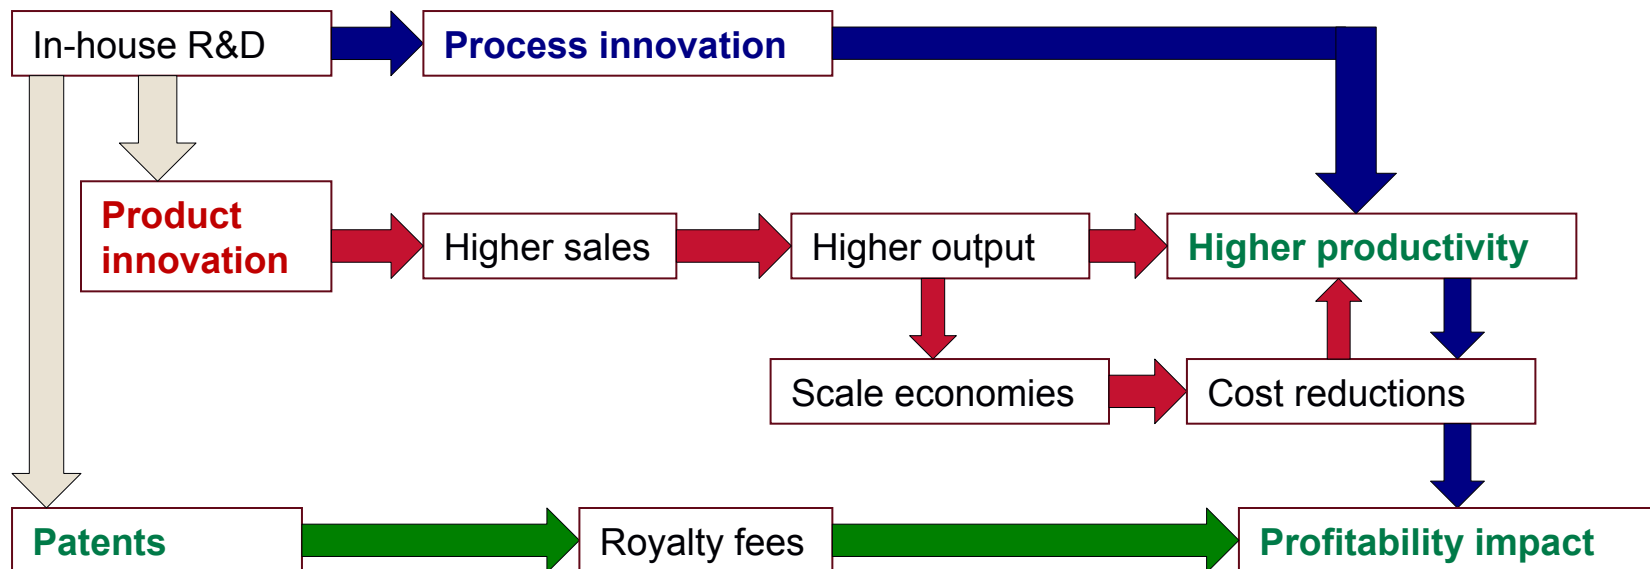 In-house R&D
Process innovation
Product
innovation
Higher sales
Higher output
Higher productivity
Scale economies
Cost reductions
Patents
Royalty fees
Profitability impact